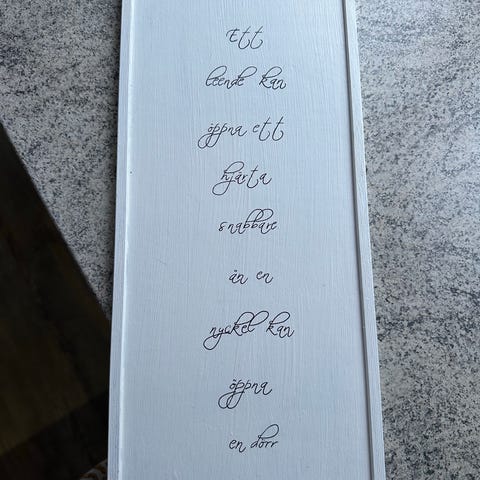 Ett
leende kan
öppna ett
hjärta
snabbare
än en
nyckel kan
öppna
en dörr